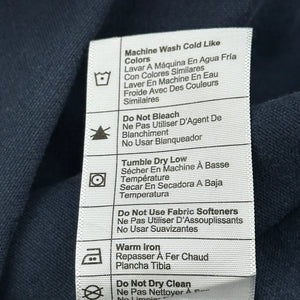 Machine Wash Cold Like
Colors
Lavar A Máquina En Agua Fría
Con Colores Similares
Laver En Machine En Eau
Froide Avec Des Couleurs
Similaires
Do Not Bleach
Ne Pas Utiliser D'Agent De
Blanchiment
No Usar Blanqueador
Tumble Dry Low
Sécher En Machine À Basse
Température
Secar En Secadora A Baja
Temperatura
Do Not Use Fabric Softeners
Ne Pas Utiliser D'Assouplissants
No Usar Suavizantes
Warm Iron
Repasser À Fer Chaud
Plancha Tibia
Do Not Dry Clean
Ne Pas Nettoyer À